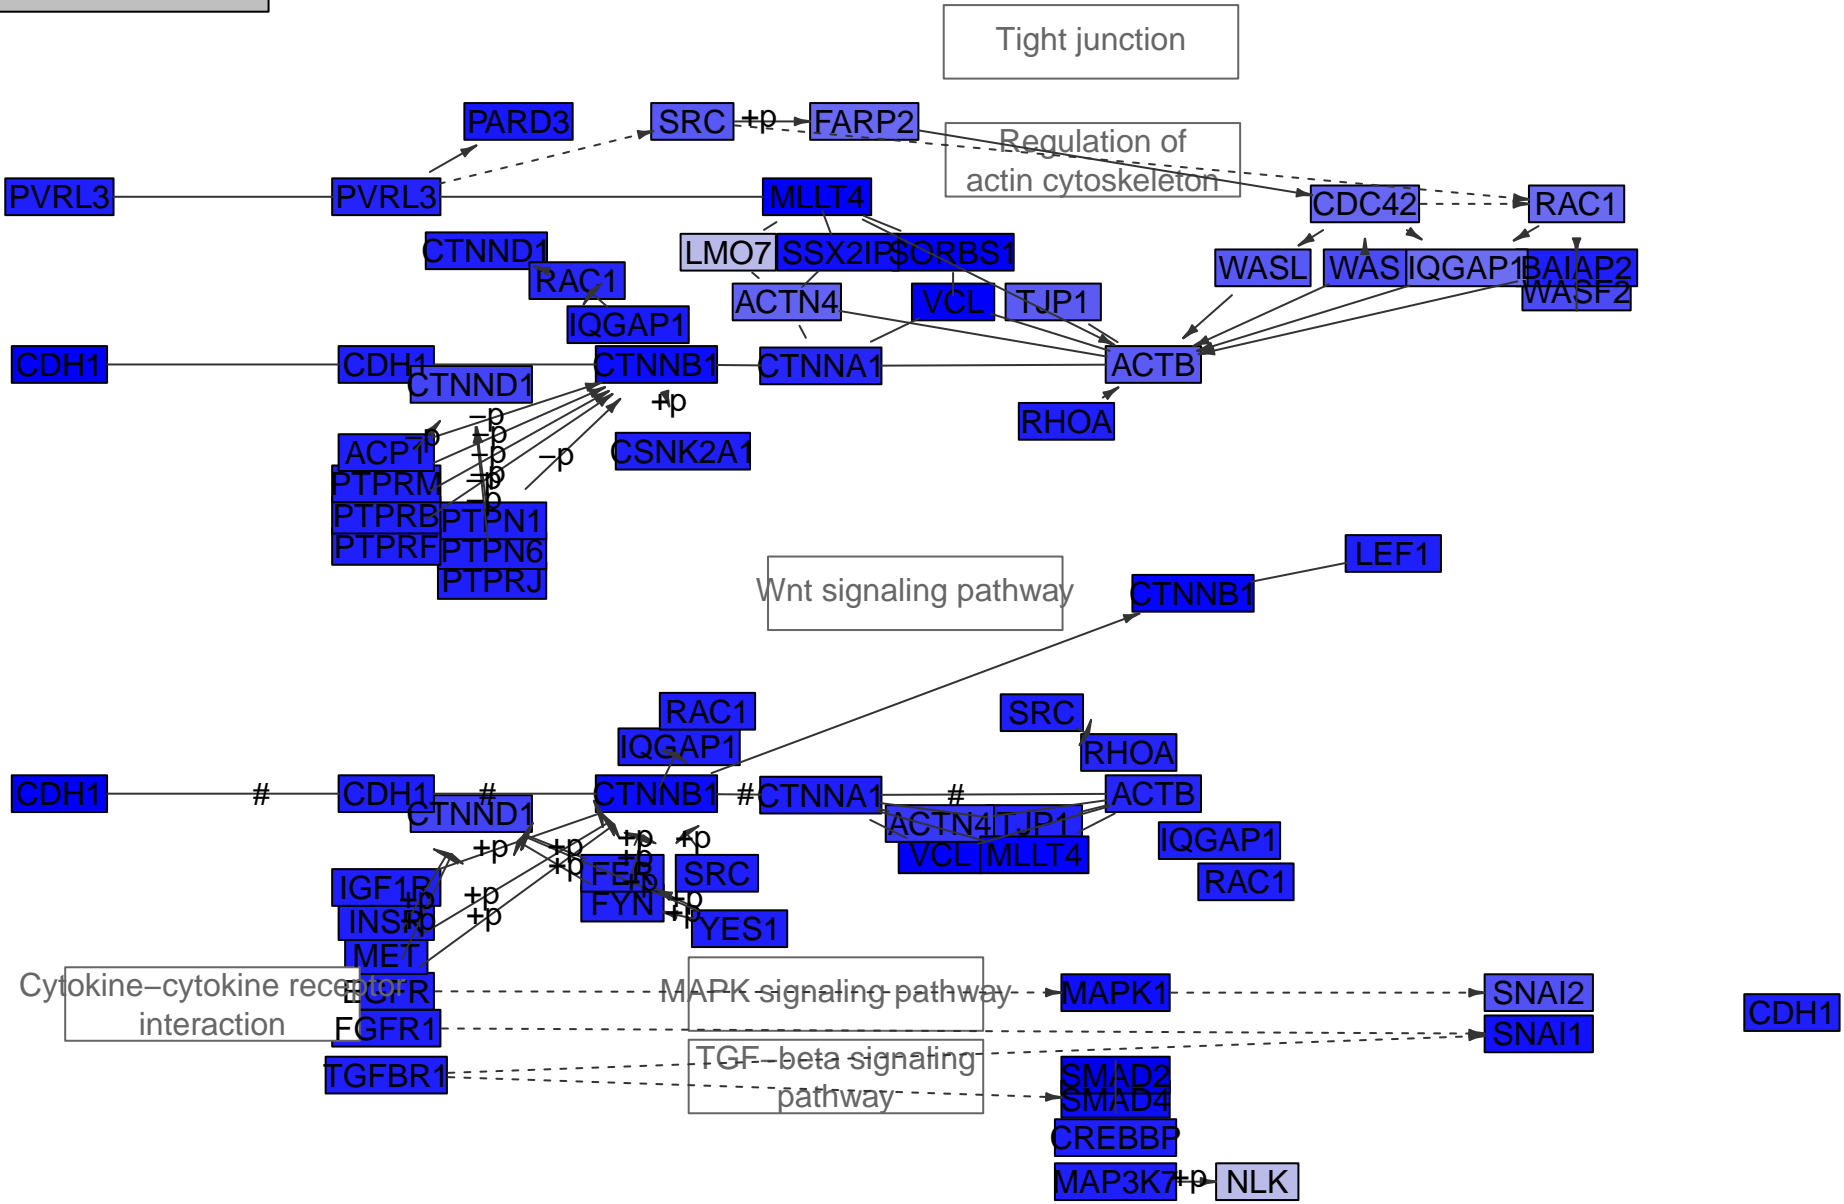 Tight junction
PARD3
SRC
+p
FARP2
Regulation of
actin cytoskeleton
PVRL3
PVRL3
MLLT4
CDC42
RAC1
CTNND1
LMO7
SSX2IP
SORBS1
WASL
WAS
IQGAP1
BAIAP2
RAC1
ACTN4
VCL
TJP1
WASF2
IQGAP1
CDH1
CDH1
CTNNB1
CTNNA1
ACTB
CTNND1
+p
−p
RHOA
−p
−p
ACP1
−p
−p
CSNK2A1
−p
PTPRM
−p
−p
PTPRB
PTPN1
PTPRF
PTPN6
LEF1
PTPRJ
Wnt signaling pathway
CTNNB1
RAC1
SRC
IQGAP1
RHOA
CDH1
#
CDH1
#
CTNNB1
#
CTNNA1
#
ACTB
CTNND1
ACTN4
TJP1
+p
+p
+p
+p
IQGAP1
VCL
MLLT4
+p
+p
FER
SRC
RAC1
IGF1R
+p
+p
+p
+p
FYN
INSR
+p
+p
+p
YES1
MET
Cytokine−cytokine receptor
interaction
EGFR
MAPK signaling pathway
MAPK1
SNAI2
CDH1
FGFR1
SNAI1
TGF−beta signaling
pathway
TGFBR1
SMAD2
SMAD4
CREBBP
MAP3K7
+p
NLK